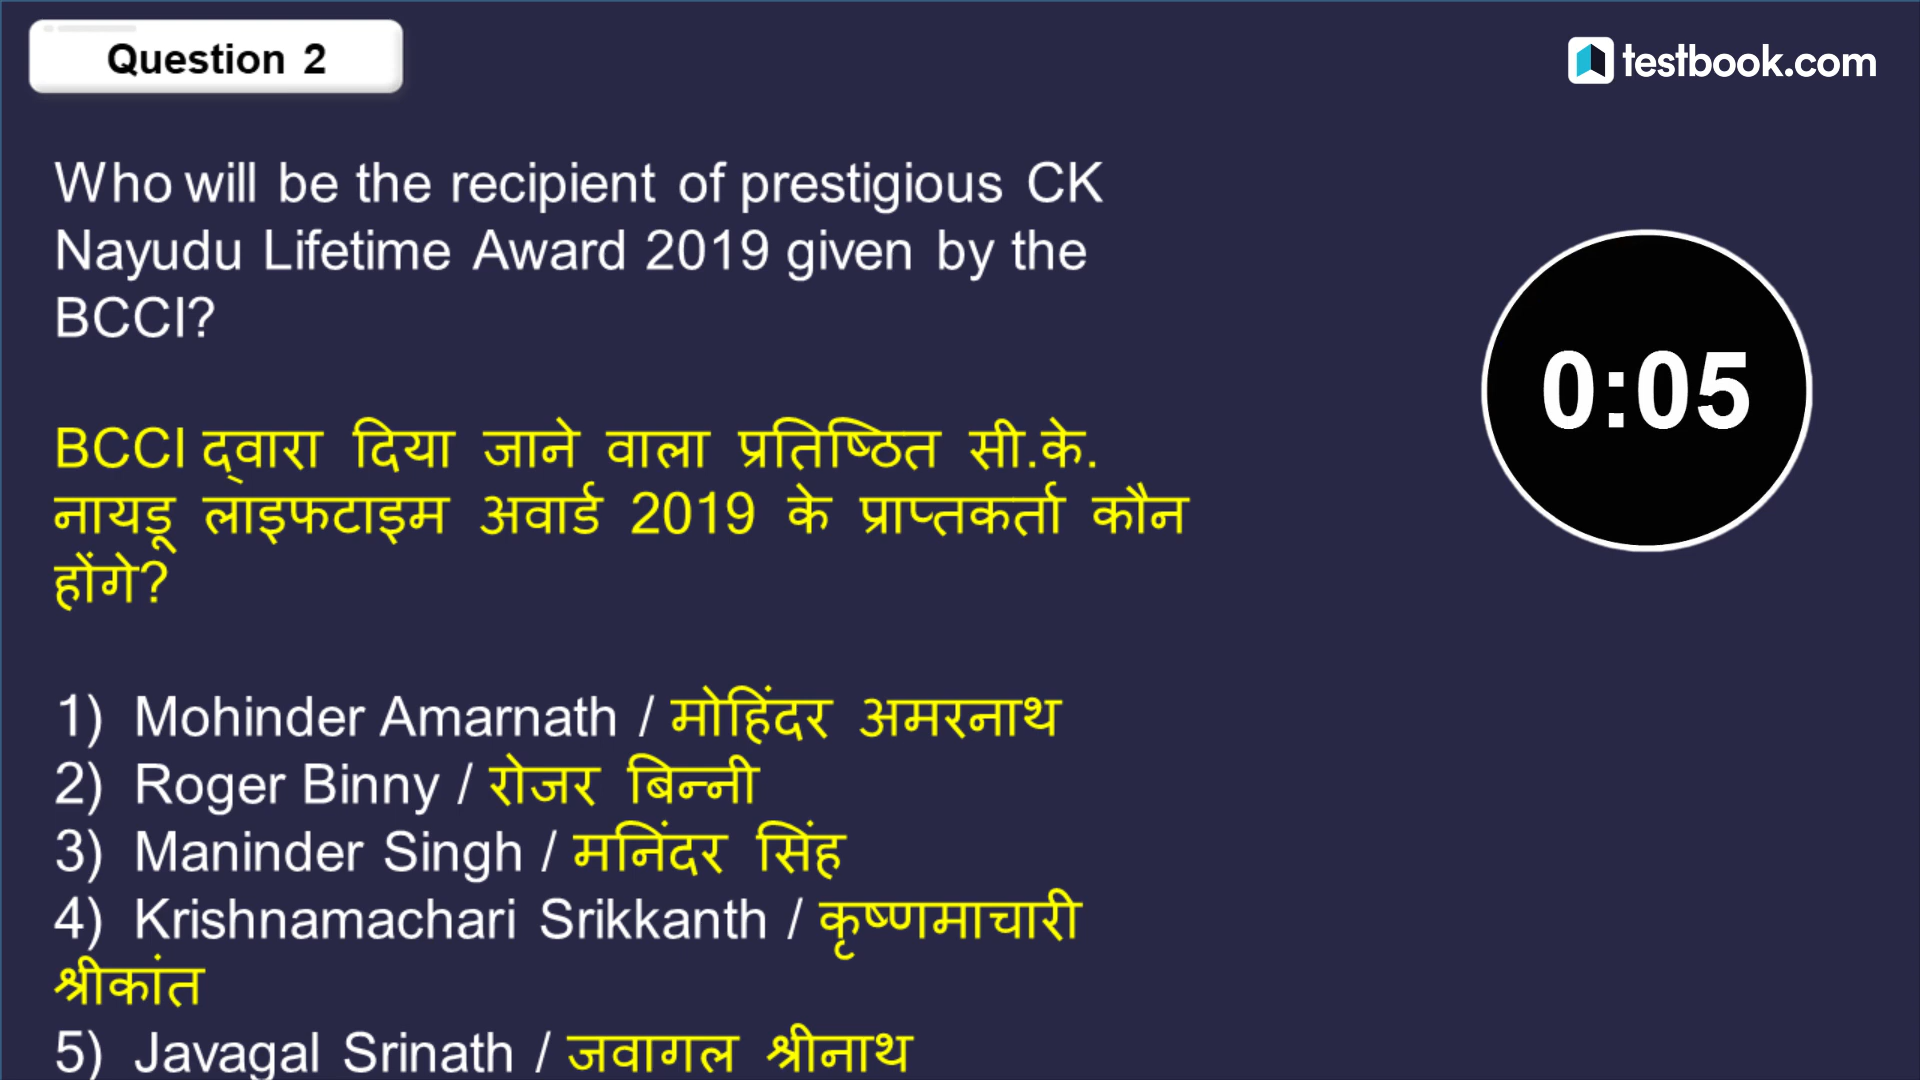 Question 2
testbook.com
Who will be the recipient of prestigious CK
Nayudu Lifetime Award 2019 given by the
BCCI?
BCCI द्वारा दिया जाने वाला प्रतिष्ठित सी.के.
नायडू लाइफटाइम अवार्ड 2019 के प्राप्तकर्ता कौन
होंगे?
0:05
1) Mohinder Amarnath / मोहिंदर अमरनाथ
2) Roger Binny / रोजर बिन्नी
3) Maninder Singh / मनिंदर सिंह
4) Krishnamachari Srikkanth / कृष्णमाचारी
श्रीकांत
5) Javagal Srinath / जवागल श्रीनाथ